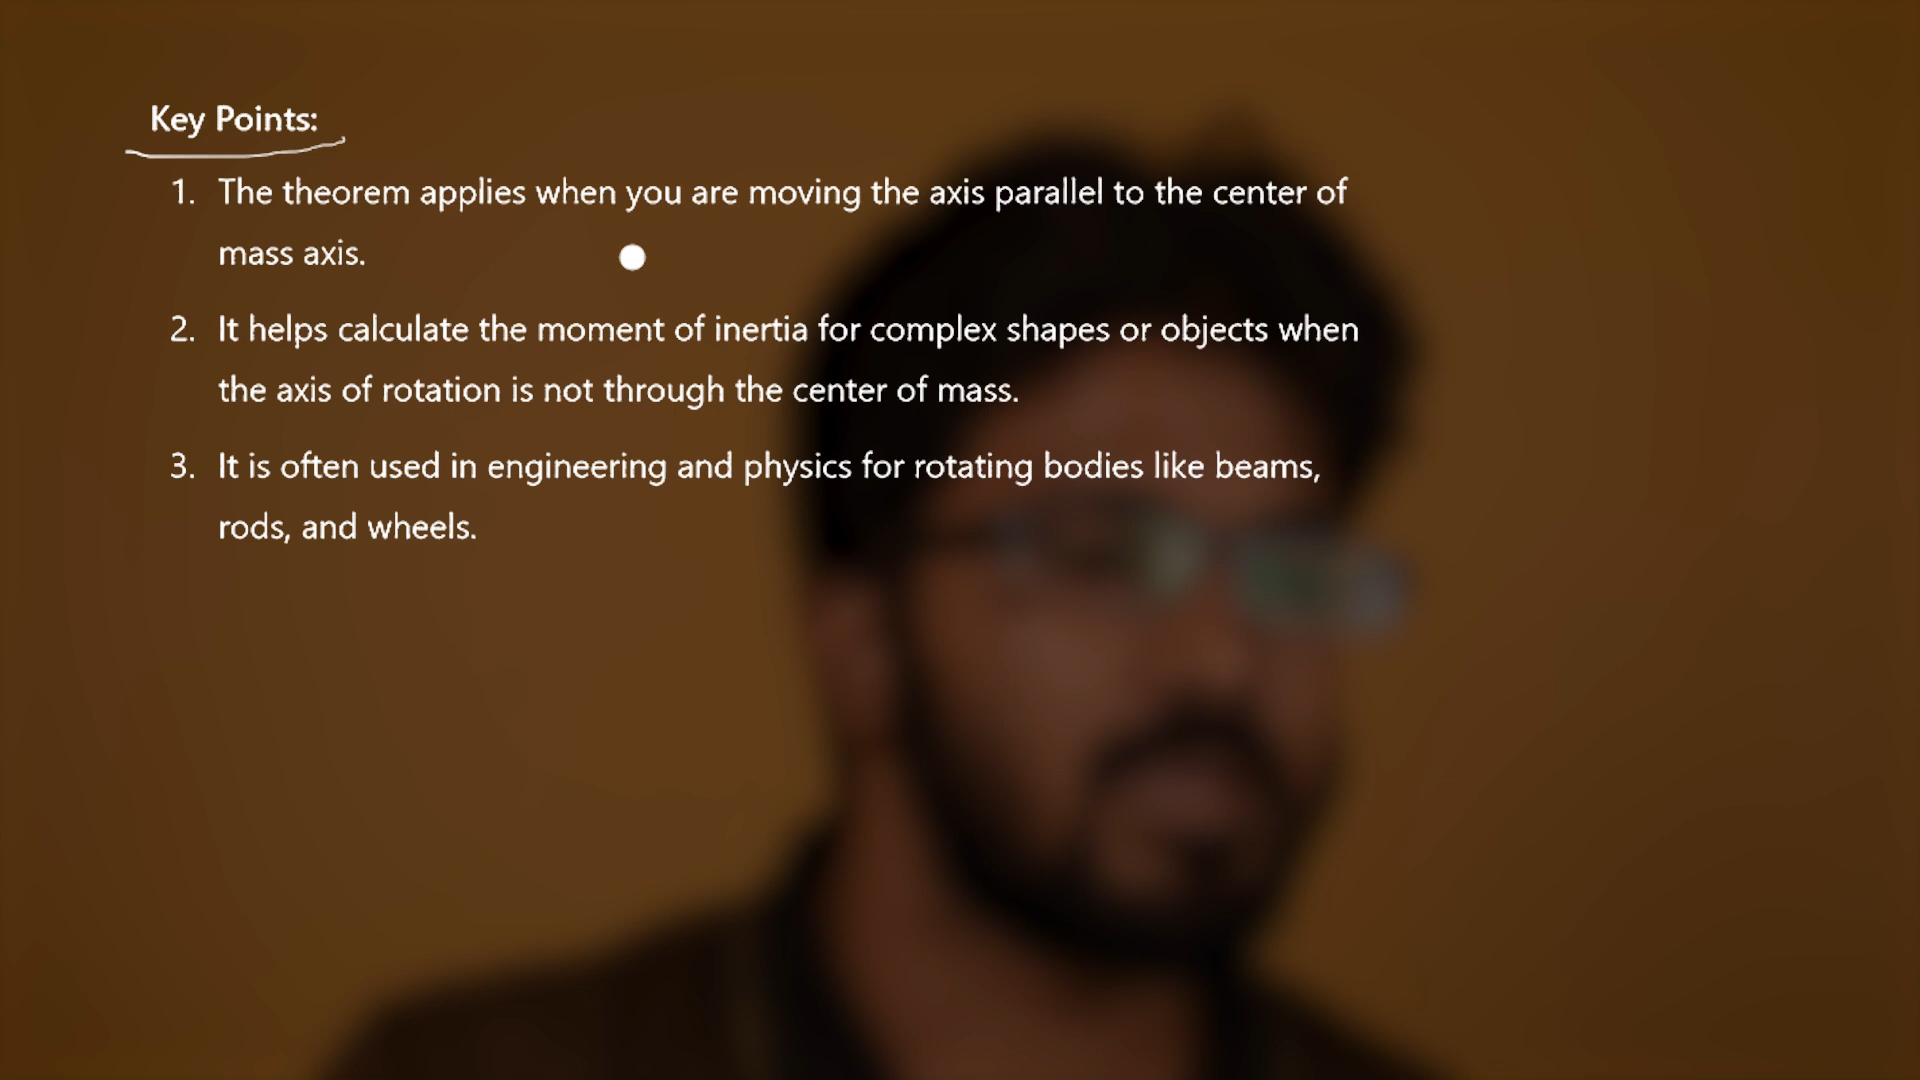 Key Points:
1. The theorem applies when you are moving the axis parallel to the center of
mass axis.
2. It helps calculate the moment of inertia for complex shapes or objects when
the axis of rotation is not through the center of mass.
3. It is often used in engineering and physics for rotating bodies like beams,
rods, and wheels.